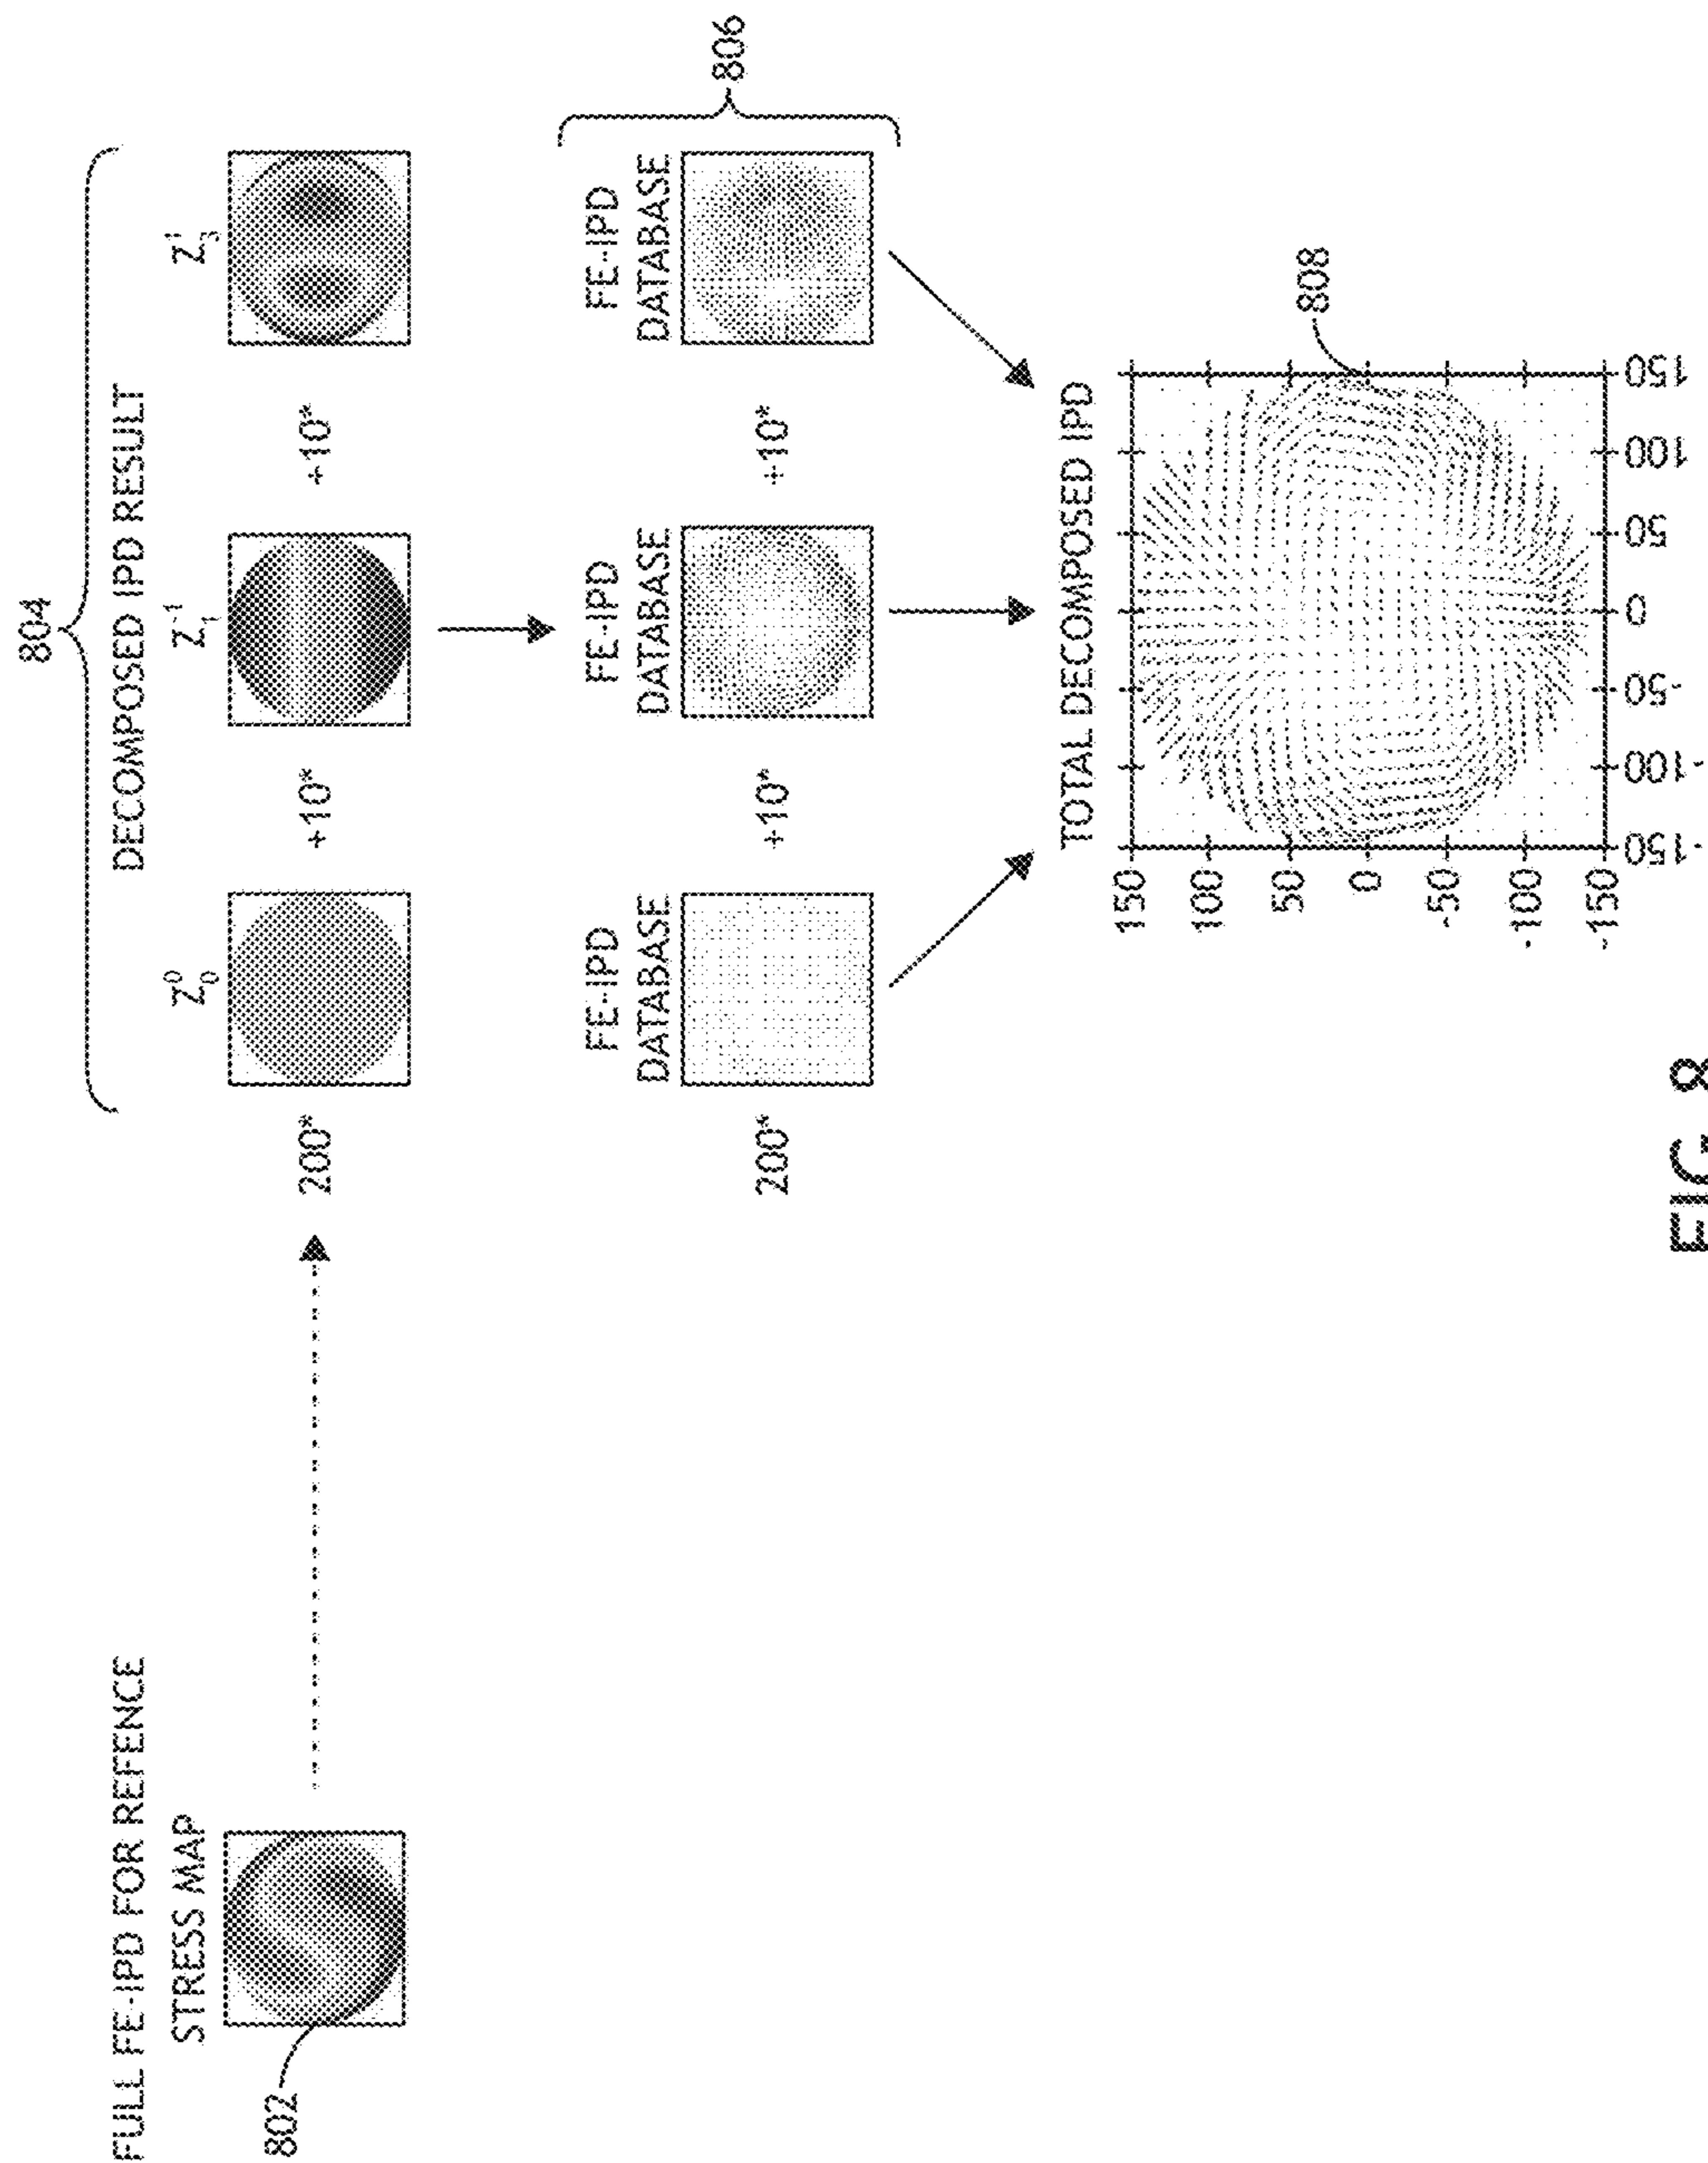 804
FULL FE-IPD FOR REFENCE
DECOMPOSED IPD RESULT
STRESS MAP
Z₀⁰
Z₁⁻¹
Z₃¹
802
200*
+10*
+10*
FE-IPD DATABASE
FE-IPD DATABASE
FE-IPD DATABASE
806
200*
+10*
+10*
TOTAL DECOMPOSED IPD
808
150
100
50
0
-50
-100
-150
-150
-100
-50
0
50
100
150
FIG. 8